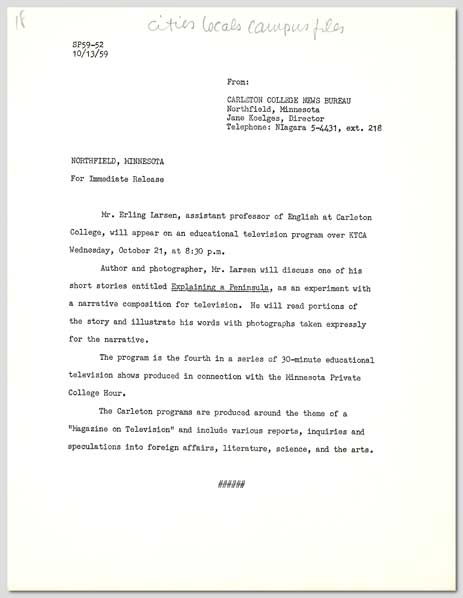 18
cities locals campus files
SP59-52
10/13/59
From:
CARLETON COLLEGE NEWS BUREAU
Northfield, Minnesota
Jane Koelges, Director
Telephone: NIagara 5-4431, ext. 218
NORTHFIELD, MINNESOTA
For Immediate Release
Mr. Erling Larsen, assistant professor of English at Carleton
College, will appear on an educational television program over KTCA
Wednesday, October 21, at 8:30 p.m.
Author and photographer, Mr. Larsen will discuss one of his
short stories entitled Explaining a Peninsula, as an experiment with
a narrative composition for television. He will read portions of
the story and illustrate his words with photographs taken expressly
for the narrative.
The program is the fourth in a series of 30-minute educational
television shows produced in connection with the Minnesota Private
College Hour.
The Carleton programs are produced around the theme of a
"Magazine on Television" and include various reports, inquiries and
speculations into foreign affairs, literature, science, and the arts.
######